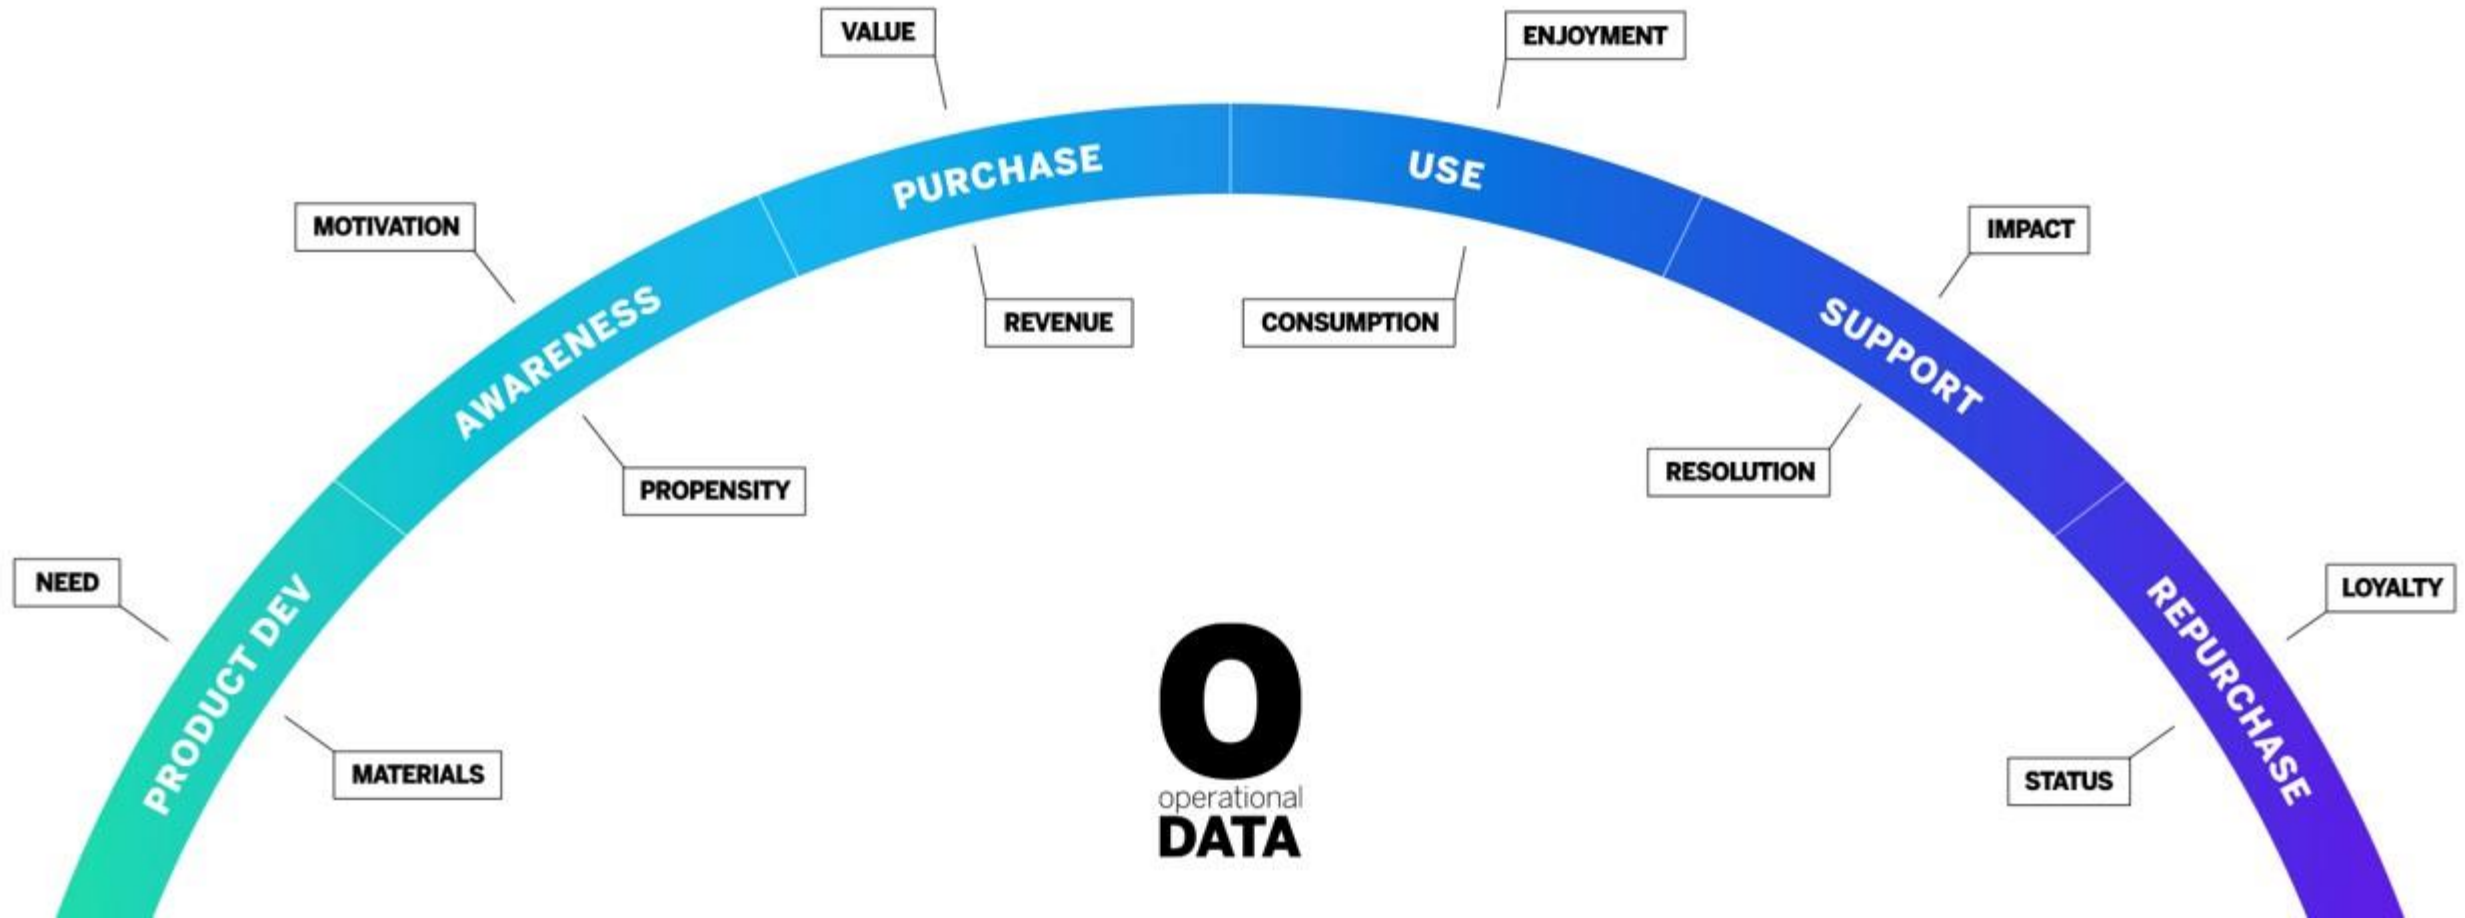 VALUE
ENJOYMENT
PURCHASE
USE
MOTIVATION
IMPACT
REVENUE
CONSUMPTION
AWARENESS
SUPPORT
PROPENSITY
RESOLUTION
NEED
LOYALTY
PRODUCT DEV
REPURCHASE
MATERIALS
STATUS
O
operational
DATA